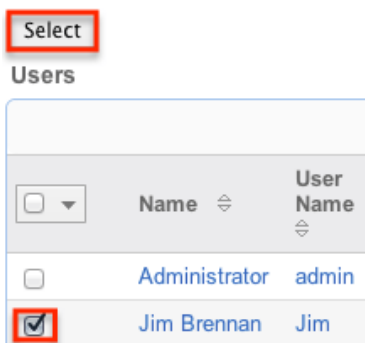 Select
Users
Name
User
Name
Administrator admin
Jim Brennan Jim